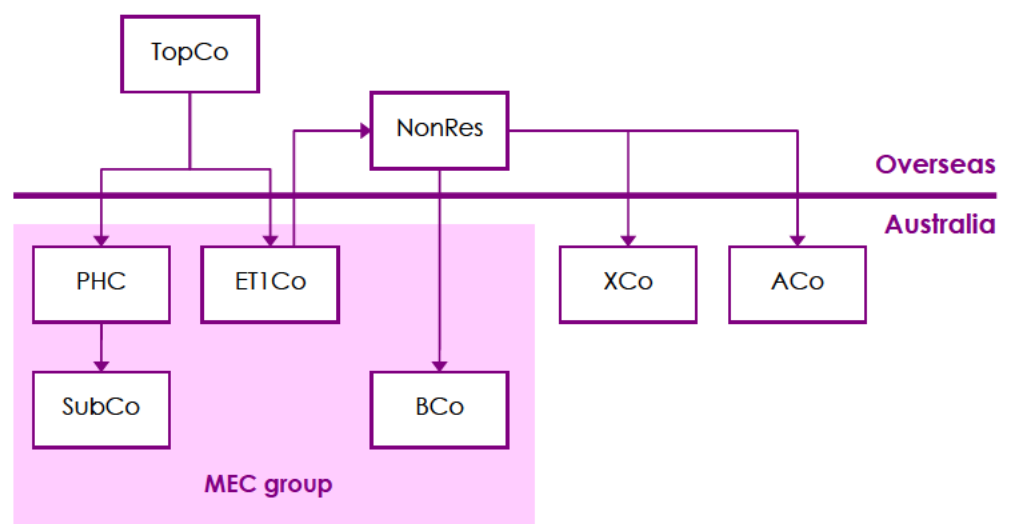 TopCo
NonRes
Overseas
Australia
PHC
ET1Co
XCo
ACo
SubCo
BCo
MEC group